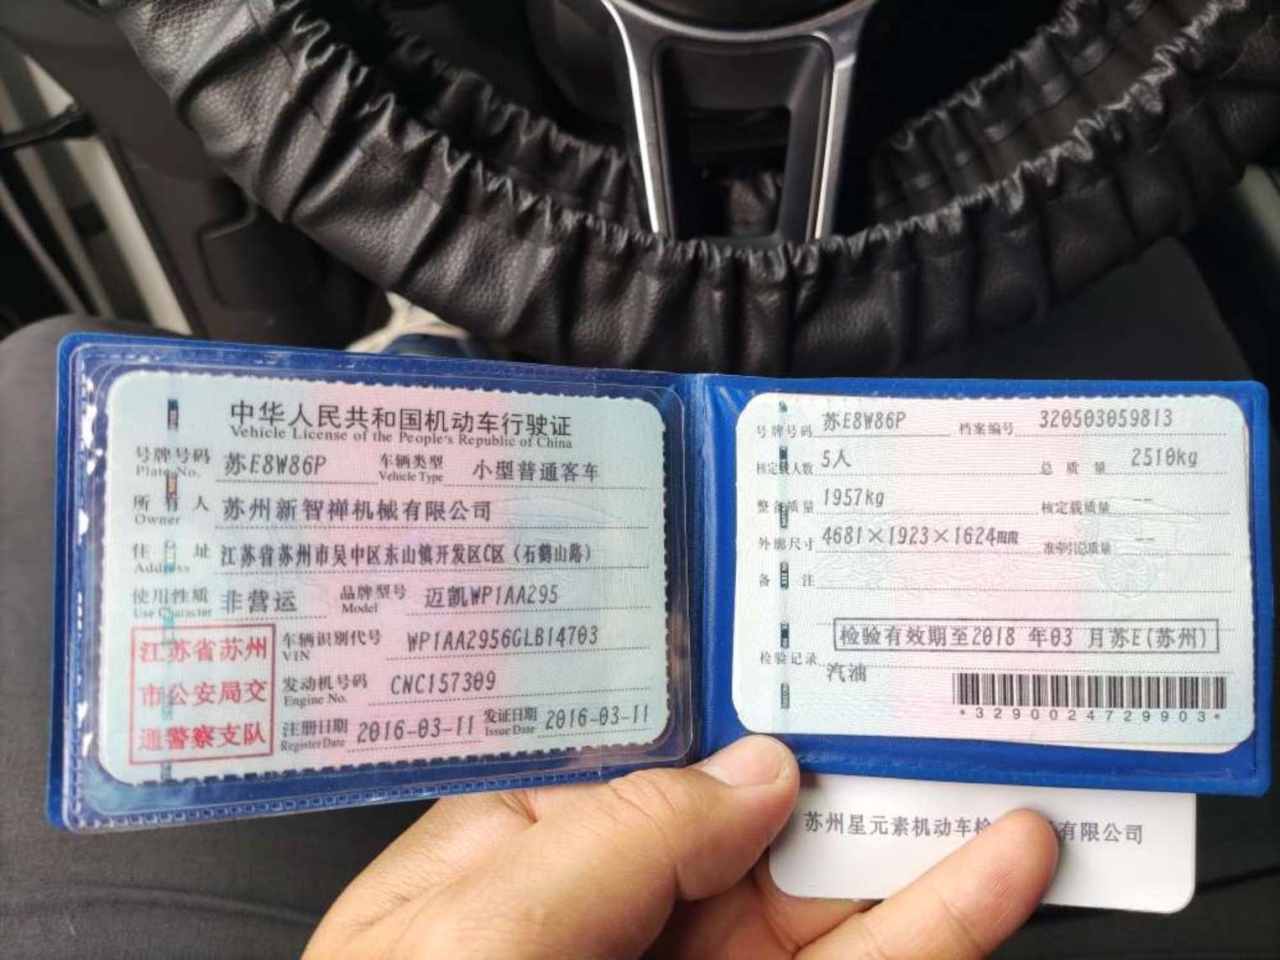 中华人民共和国机动车行驶证
Vehicle License of the People's Republic of China
号牌号码 苏E8W86P 车辆类型 小型普通客车
Plate No. Vehicle Type
所有人 苏州新智禅机械有限公司
Owner
住址 江苏省苏州市吴中区东山镇开发区C区（石鹤山路）
Address
使用性质 非营运 品牌型号 迈凯WP1AA295
Use Character Model
江苏省苏州
市公安局交
通警察支队
车辆识别代号 WP1AA2956GLB14703
VIN
发动机号码 CNC157309
Engine No.
注册日期 2016-03-11 发证日期 2016-03-11
Register Date Issue Date
号牌号码 苏E8W86P 档案编号 320503059813
核定载人数 5人 总质量 2510kg
整备质量 1957kg 核定载质量 --
外廓尺寸 4681×1923×1624mm 准牵引总质量 --
备注
检验有效期至2018 年03 月苏E(苏州)
检验记录
汽油
*3290024729903*
苏州星元素机动车检 有限公司